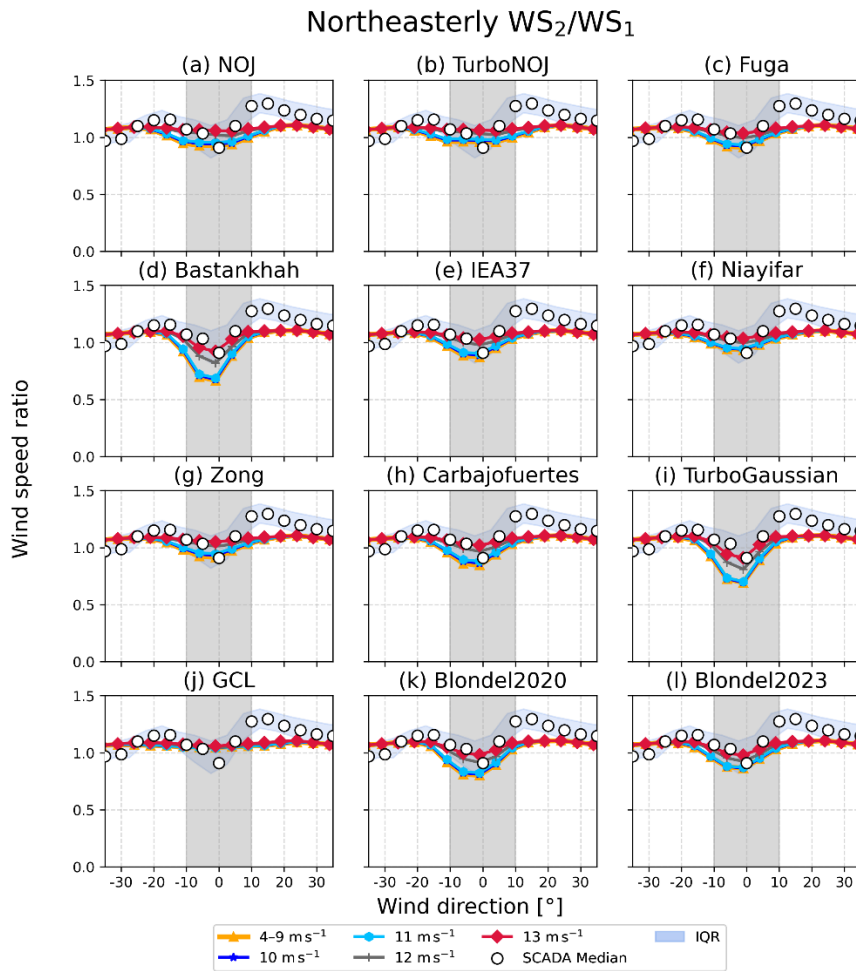 Northeasterly WS₂/WS₁
(a) NOJ
(b) TurboNOJ
(c) Fuga
1.5
1.0
0.5
0.0
(d) Bastankhah
(e) IEA37
(f) Niayifar
1.5
1.0
0.5
0.0
(g) Zong
(h) Carbajofuertes
(i) TurboGaussian
1.5
1.0
0.5
0.0
(j) GCL
(k) Blondel2020
(l) Blondel2023
1.5
1.0
0.5
0.0
Wind speed ratio
-30 -20 -10 0 10 20 30
-30 -20 -10 0 10 20 30
-30 -20 -10 0 10 20 30
Wind direction [°]
4–9 m s⁻¹
10 m s⁻¹
11 m s⁻¹
12 m s⁻¹
13 m s⁻¹
SCADA Median
IQR